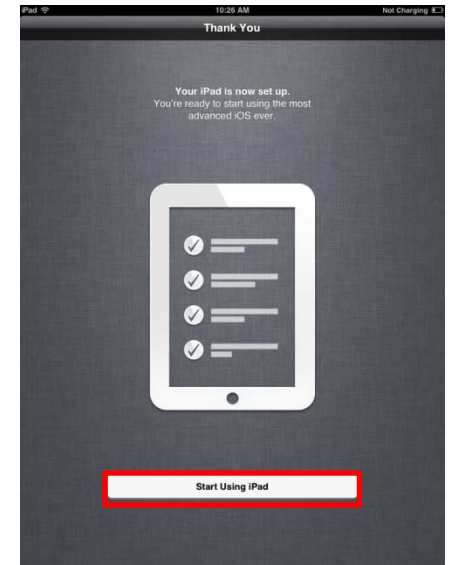 iPad 10:26 AM Not Charging
Thank You
Your iPad is now set up.
You're ready to start using the most
advanced iOS ever.
Start Using iPad